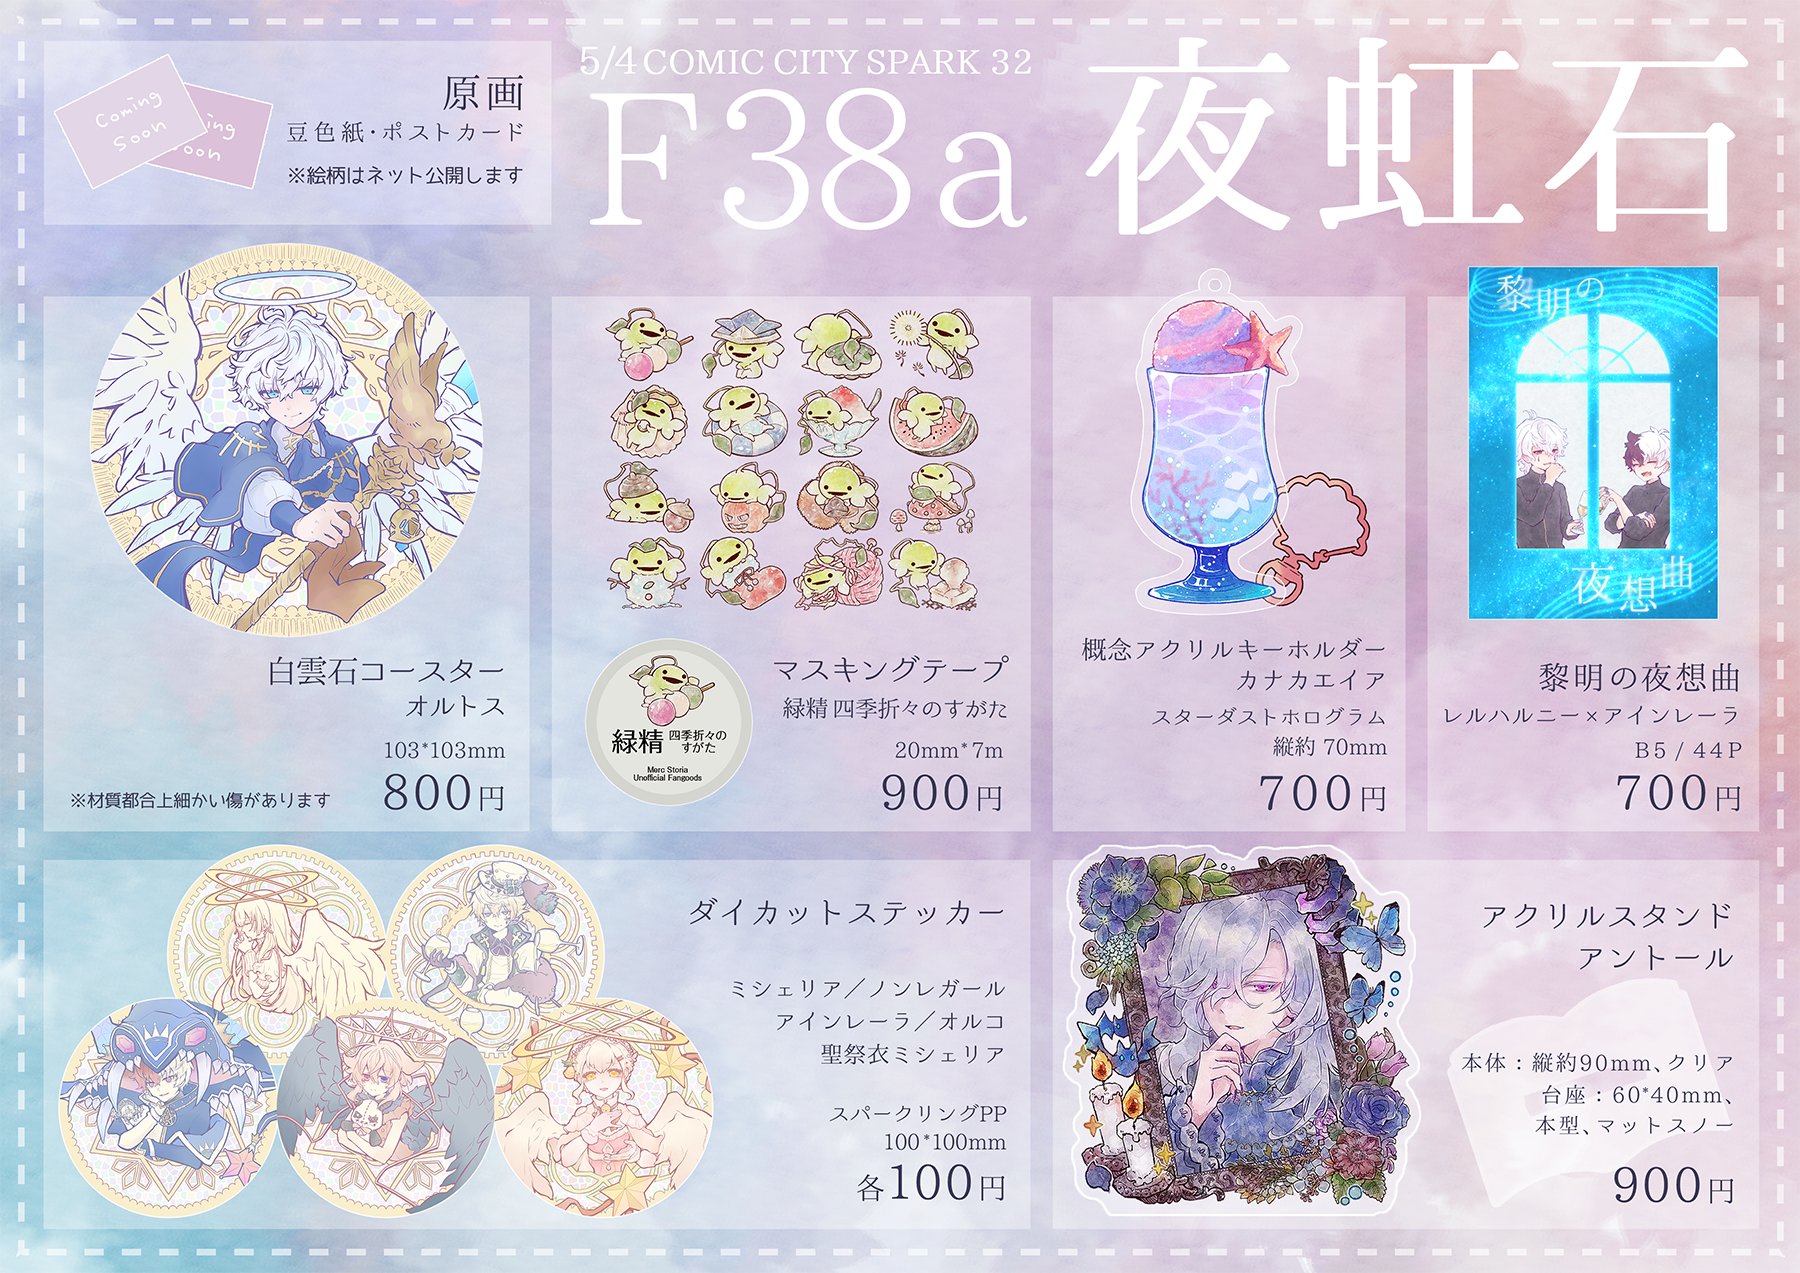 Coming
Soon
ing
oon
原画
豆色紙・ポストカード
※絵柄はネット公開します
5/4 COMIC CITY SPARK 32
F38a
夜虹石
白雲石コースター
オルトス
103*103mm
※材質都合上細かい傷があります
800円
緑精 四季折々の
すがた
Merc Storia
Unofficial Fangoods
マスキングテープ
緑精 四季折々のすがた
20mm*7m
900円
概念アクリルキーホルダー
カナカエイア
スターダストホログラム
縦約 70mm
700円
黎明の
夜想曲
黎明の夜想曲
レルハルニー×アインレーラ
B5 / 44P
700円
ダイカットステッカー
ミシェリア／ノンレガール
アインレーラ／オルコ
聖祭衣ミシェリア
スパークリングPP
100*100mm
各100円
アクリルスタンド
アントール
本体：縦約90mm、クリア
台座：60*40mm、
本型、マットスノー
900円